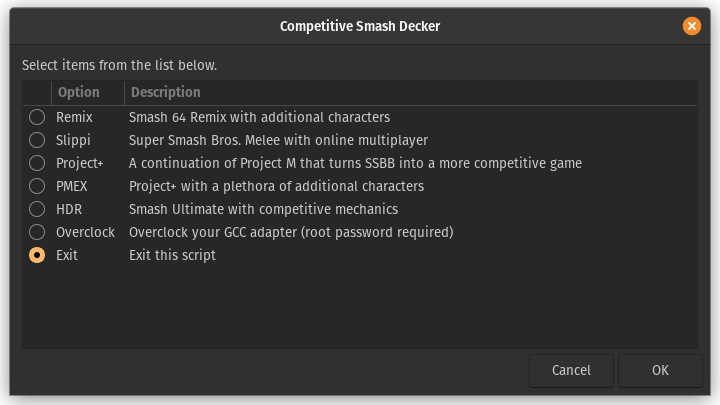 Competitive Smash Decker
Select items from the list below.
Option Description
Remix Smash 64 Remix with additional characters
Slippi Super Smash Bros. Melee with online multiplayer
Project+ A continuation of Project M that turns SSBB into a more competitive game
PMEX Project+ with a plethora of additional characters
HDR Smash Ultimate with competitive mechanics
Overclock Overclock your GCC adapter (root password required)
Exit Exit this script
Cancel OK